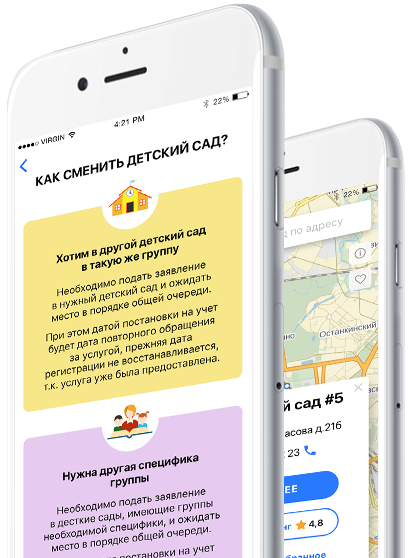 VIRGIN
4:21 PM
22%
КАК СМЕНИТЬ ДЕТСКИЙ САД?
Хотим в другой детский сад
в такую же группу
Необходимо подать заявление
в нужный детский сад и ожидать
место в порядке общей очереди.
При этом датой постановки на учет
будет дата повторного обращения
за услугой, прежняя дата
регистрации не восстанавливается,
т.к. услуга уже была предоставлена.
Нужна другая специфика
группы
Необходимо подать заявление
в десткие сады, имеющие группы
необходимой специфики, и ожидать
место в порядке общей очереди.
При этом датой постановки на учет
22%
д по адресу
Останкинский
й сад #5
асова д.21б
23
ЕЕ
нг
4,8
бранное